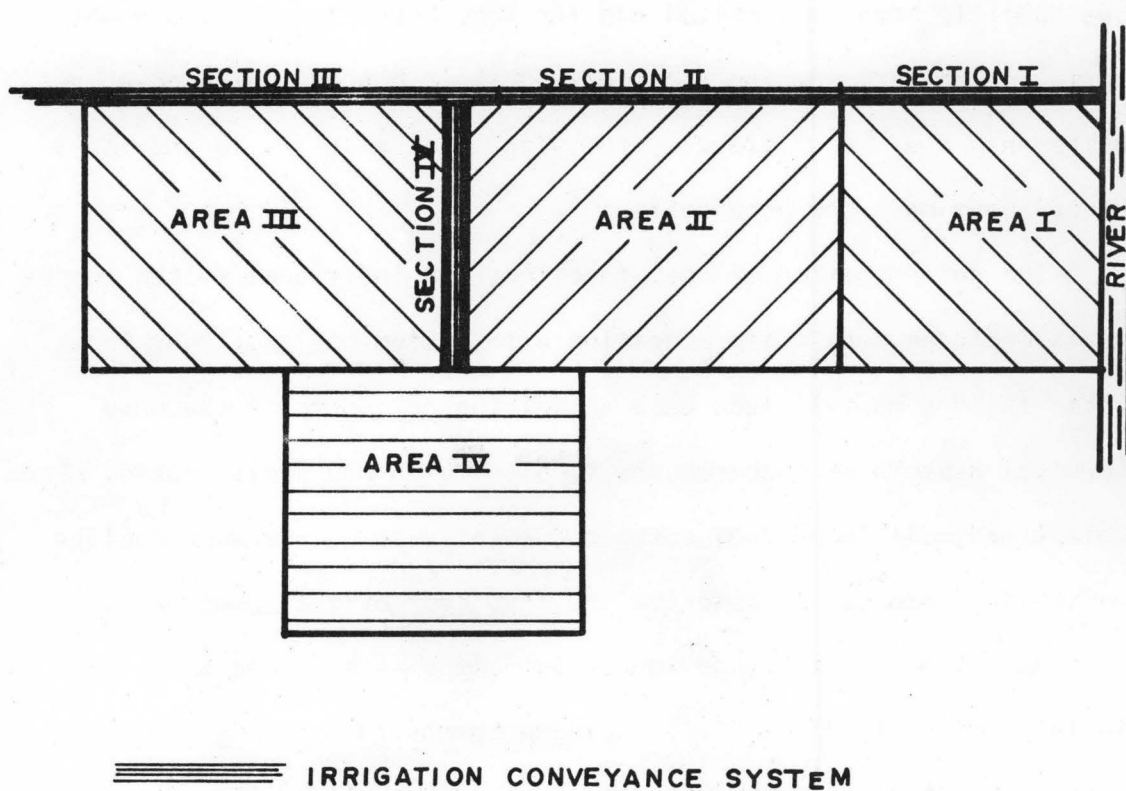 SECTION III SECTION II SECTION I
AREA III
SECTION IV
AREA II
AREA I
RIVER
AREA IV
IRRIGATION CONVEYANCE SYSTEM